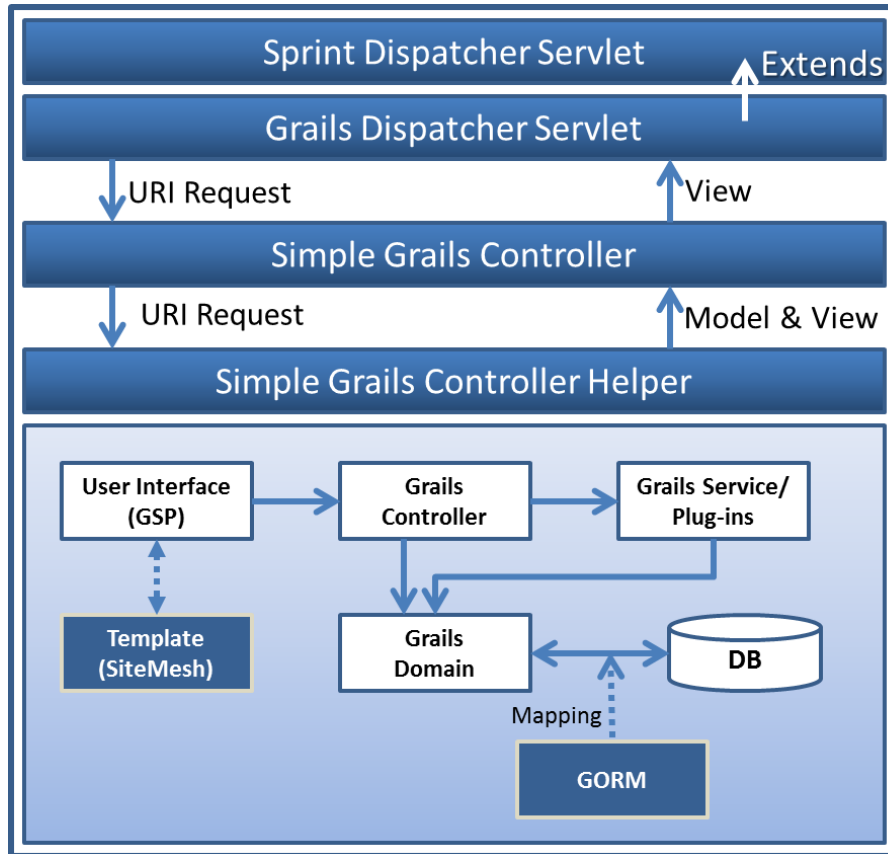 Sprint Dispatcher Servlet
Extends
Grails Dispatcher Servlet
URI Request
View
Simple Grails Controller
URI Request
Model & View
Simple Grails Controller Helper
User Interface
(GSP)
Grails
Controller
Grails Service/
Plug-ins
Template
(SiteMesh)
Grails
Domain
DB
Mapping
GORM